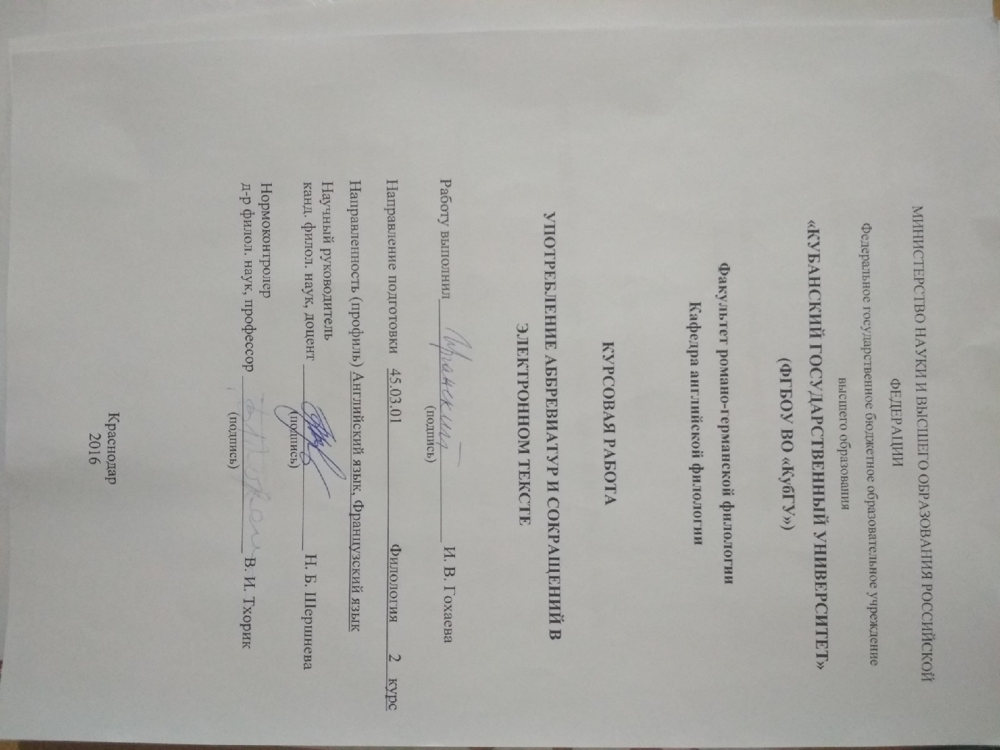 МИНИСТЕРСТВО НАУКИ И ВЫСШЕГО ОБРАЗОВАНИЯ РОССИЙСКОЙ
ФЕДЕРАЦИИ
Федеральное государственное бюджетное образовательное учреждение
высшего образования
«КУБАНСКИЙ ГОСУДАРСТВЕННЫЙ УНИВЕРСИТЕТ»
(ФГБОУ ВО «КубГУ»)
Факультет романо-германской филологии
Кафедра английской филологии
КУРСОВАЯ РАБОТА
УПОТРЕБЛЕНИЕ АББРЕВИАТУР И СОКРАЩЕНИЙ В
ЭЛЕКТРОННОМ ТЕКСТЕ
Работу выполнил И. В. Гохаева
(подпись)
Направление подготовки 45.03.01 Филология 2 курс
Направленность (профиль) Английский язык, Французский язык
Научный руководитель
канд. филол. наук, доцент Н. Б. Шершнева
(подпись)
Нормоконтролер
д-р филол. наук, профессор В. И. Тхорик
(подпись)
Краснодар
2016